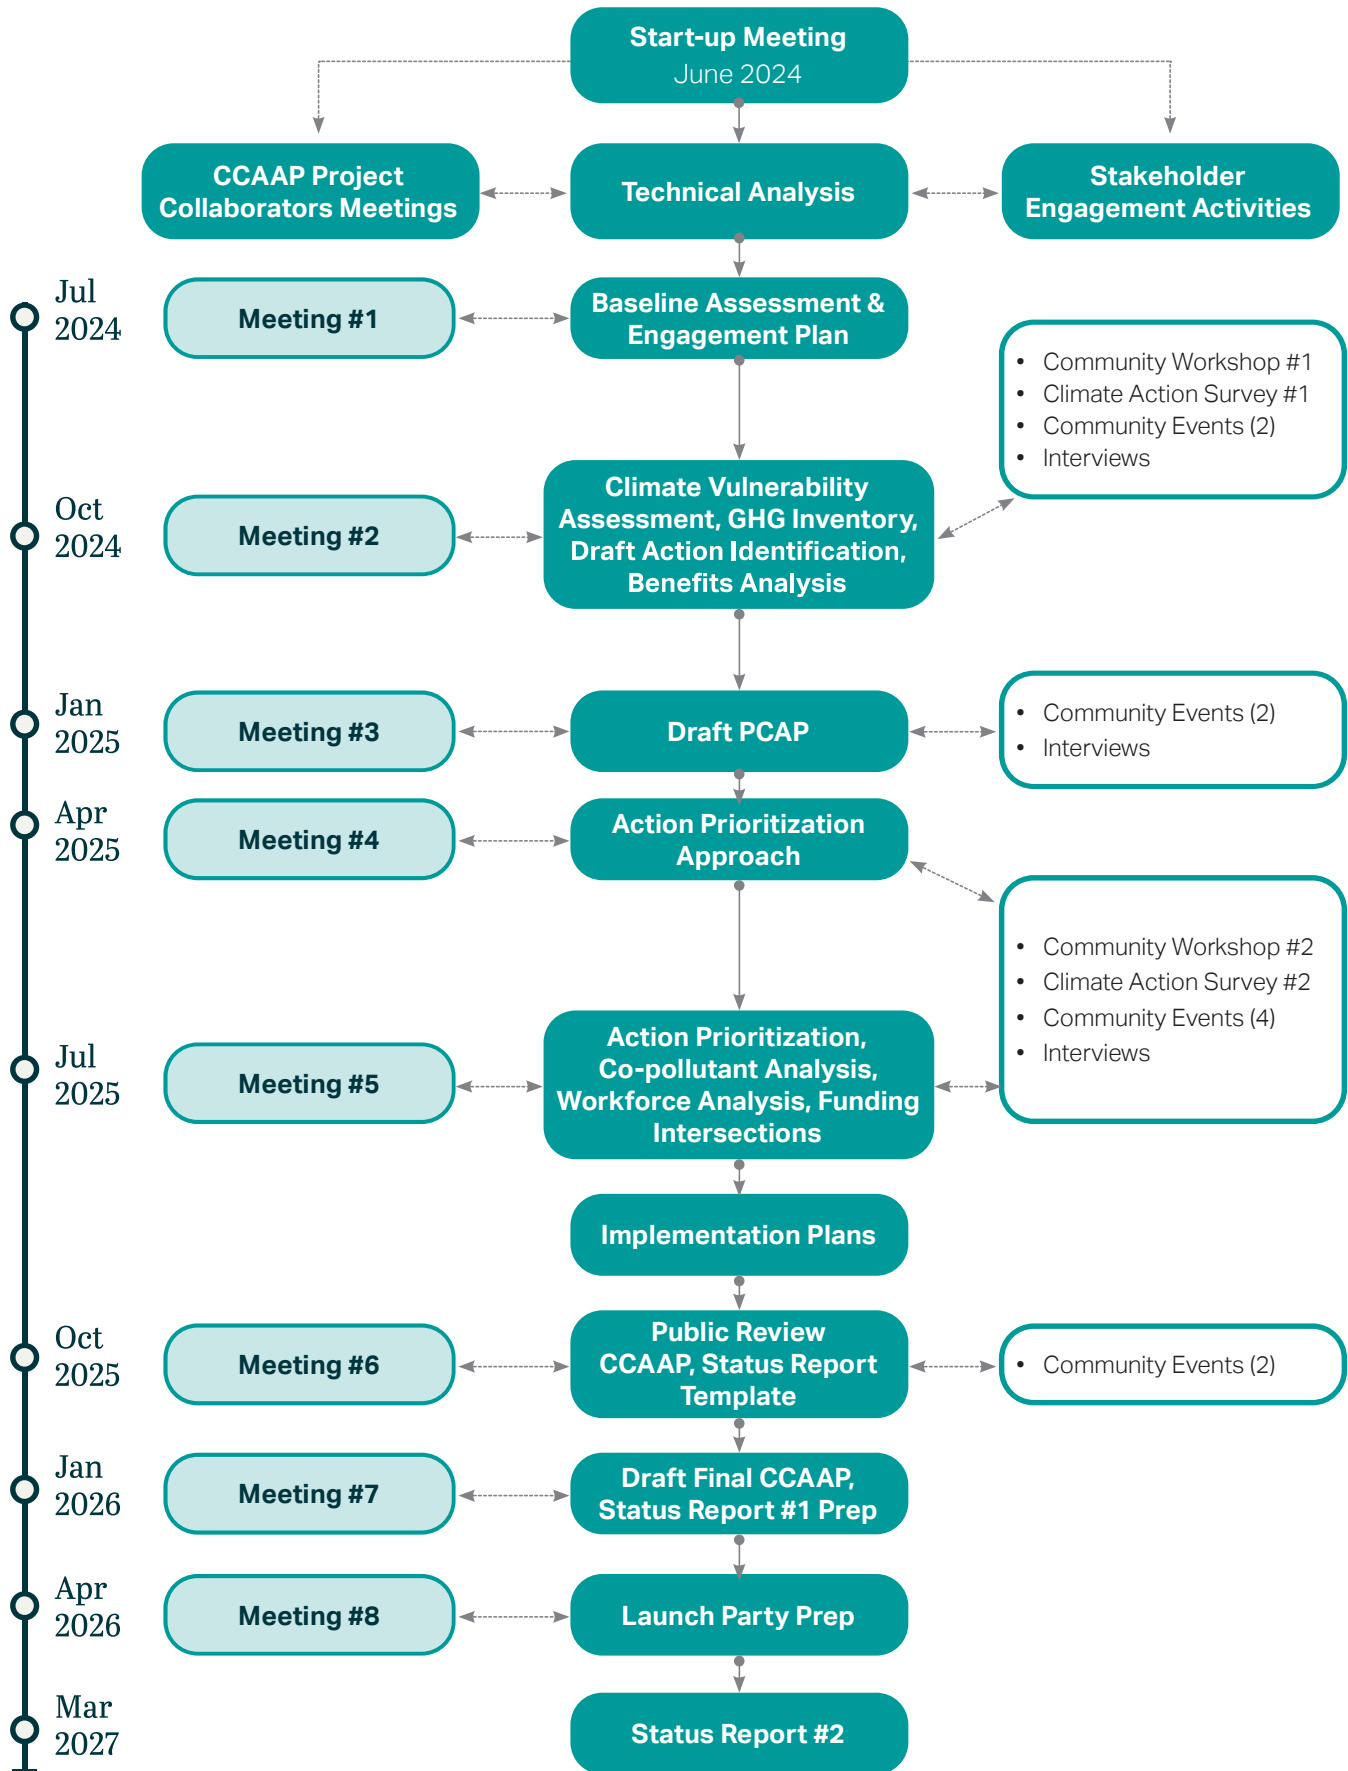 Start-up Meeting
June 2024
CCAAP Project
Collaborators Meetings
Technical Analysis
Stakeholder
Engagement Activities
Jul
2024
Meeting #1
Baseline Assessment &
Engagement Plan
• Community Workshop #1
• Climate Action Survey #1
• Community Events (2)
• Interviews
Oct
2024
Meeting #2
Climate Vulnerability
Assessment, GHG Inventory,
Draft Action Identification,
Benefits Analysis
Jan
2025
Meeting #3
Draft PCAP
• Community Events (2)
• Interviews
Apr
2025
Meeting #4
Action Prioritization
Approach
• Community Workshop #2
• Climate Action Survey #2
• Community Events (4)
• Interviews
Jul
2025
Meeting #5
Action Prioritization,
Co-pollutant Analysis,
Workforce Analysis, Funding
Intersections
Implementation Plans
Oct
2025
Meeting #6
Public Review
CCAAP, Status Report
Template
• Community Events (2)
Jan
2026
Meeting #7
Draft Final CCAAP,
Status Report #1 Prep
Apr
2026
Meeting #8
Launch Party Prep
Mar
2027
Status Report #2